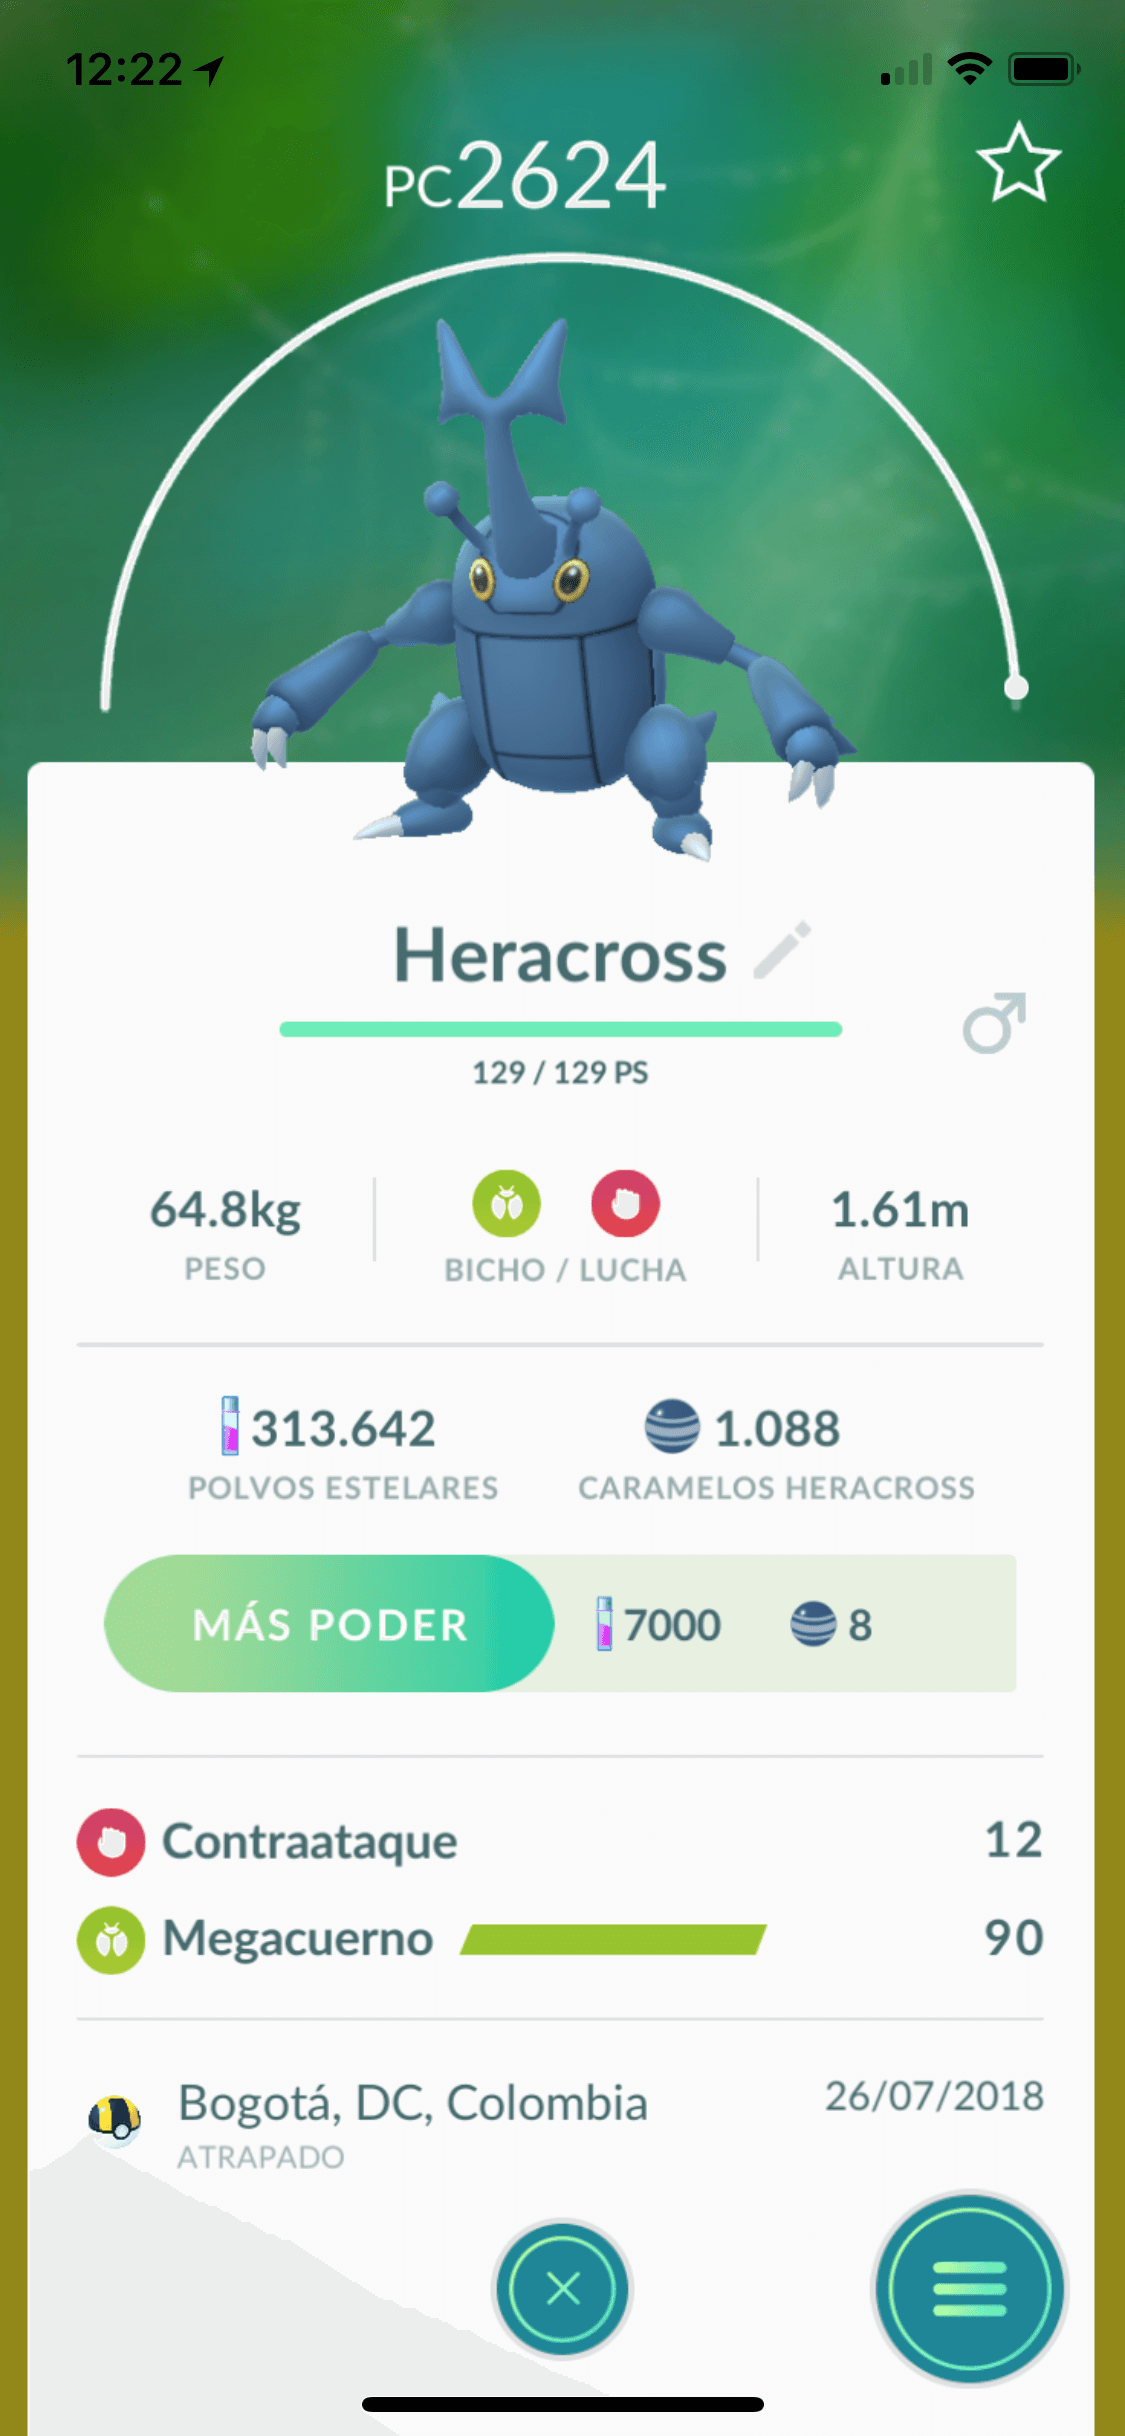 12:22
PC2624
Heracross
129 / 129 PS
64.8kg
PESO
BICHO / LUCHA
1.61m
ALTURA
313.642
POLVOS ESTELARES
1.088
CARAMELOS HERACROSS
MÁS PODER 7000 8
Contraataque 12
Megacuerno 90
Bogotá, DC, Colombia 26/07/2018
ATRAPADO